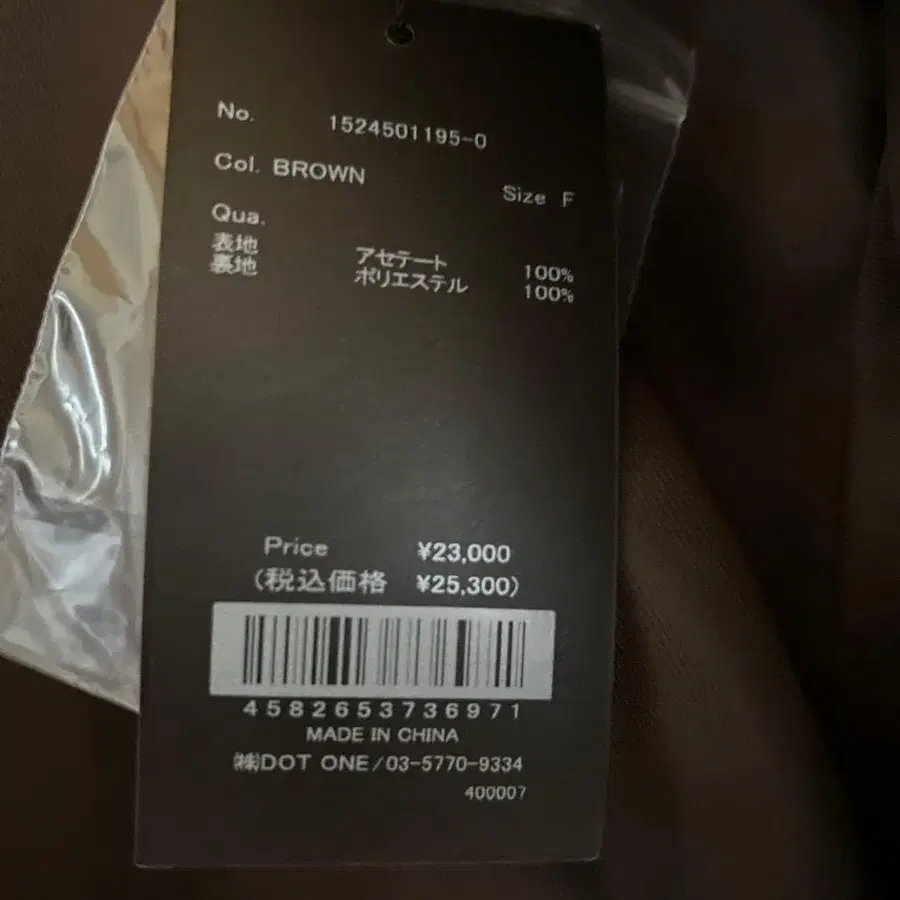 No. 1524501195-0
Col. BROWN
Size F
Qua.
表地 アセテート 100%
裏地 ポリエステル 100%
Price ¥23,000
(税込価格 ¥25,300)
4582653736971
MADE IN CHINA
㈱DOT ONE/03-5770-9334
400007